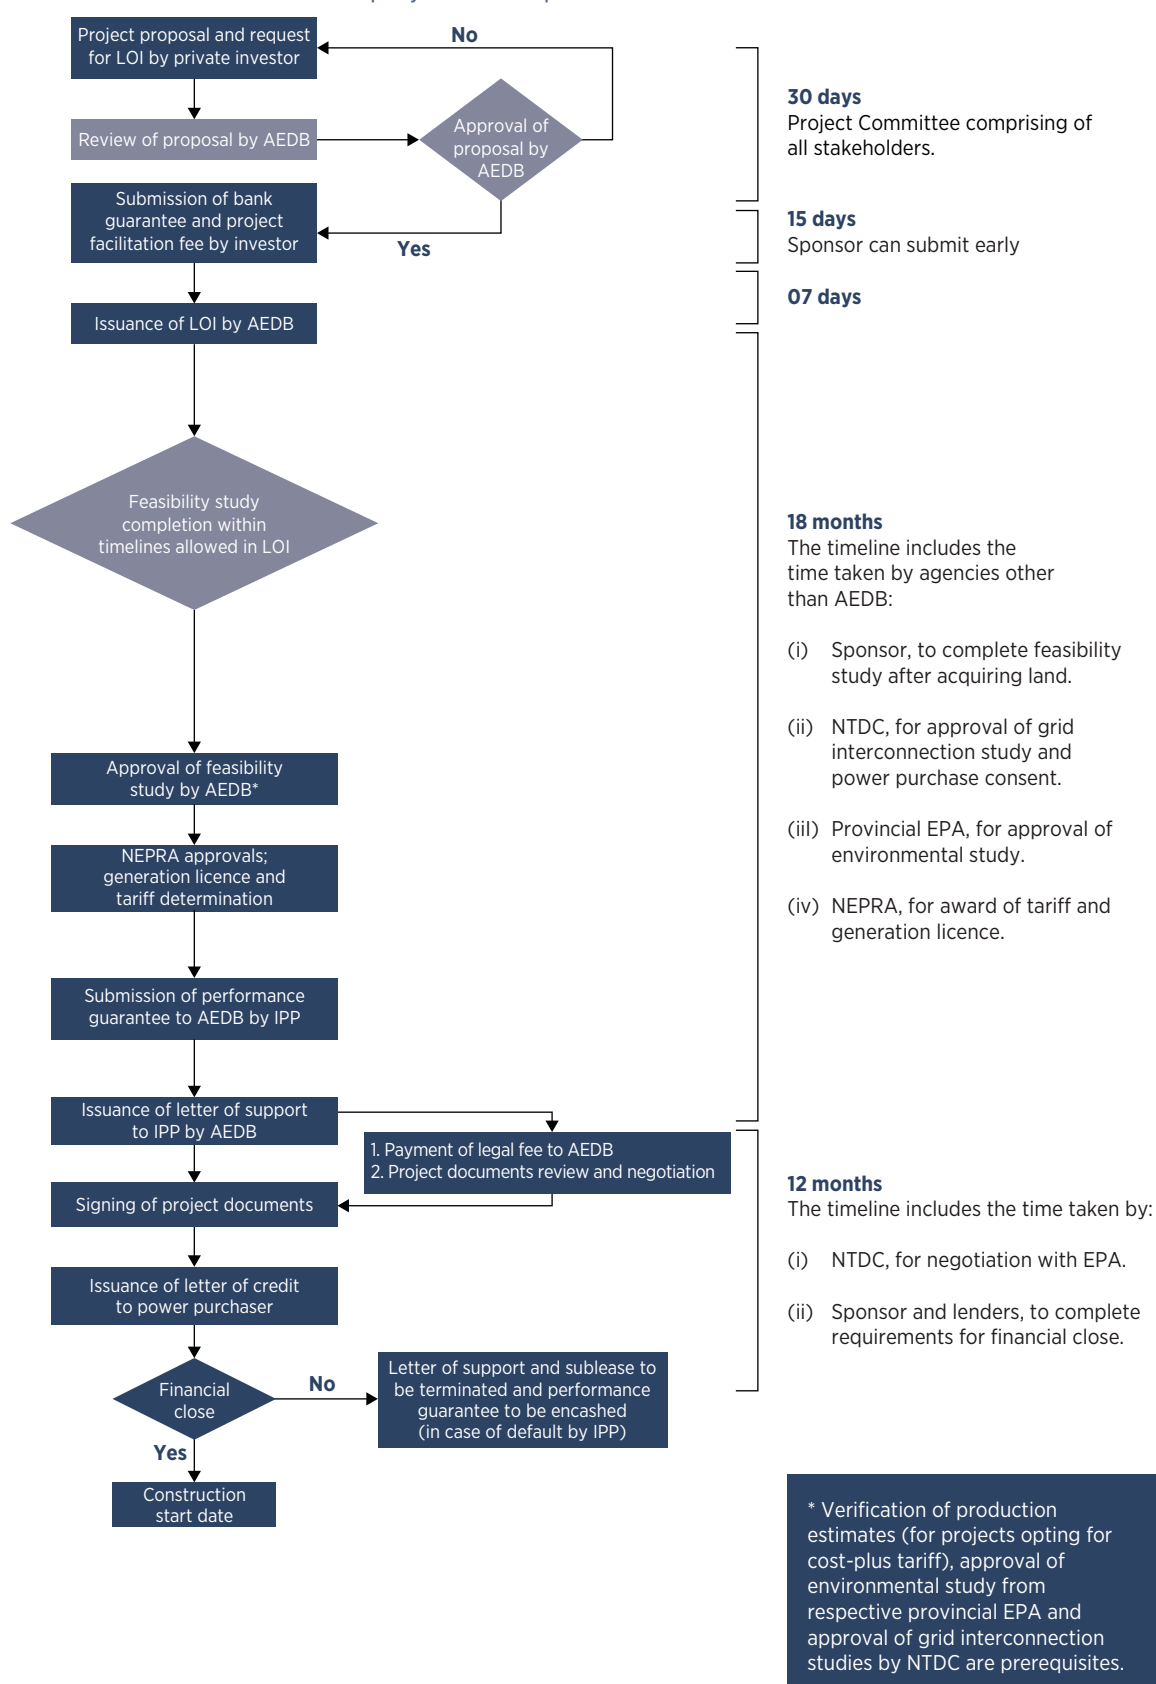 Project proposal and request
for LOI by private investor
No
Review of proposal by AEDB
Approval of
proposal by
AEDB
Submission of bank
guarantee and project
facilitation fee by investor
Yes
Issuance of LOI by AEDB
Feasibility study
completion within
timelines allowed in LOI
Approval of feasibility
study by AEDB*
NEPRA approvals;
generation licence and
tariff determination
Submission of performance
guarantee to AEDB by IPP
Issuance of letter of support
to IPP by AEDB
1. Payment of legal fee to AEDB
2. Project documents review and negotiation
Signing of project documents
Issuance of letter of credit
to power purchaser
Financial
close
No
Letter of support and sublease to
be terminated and performance
guarantee to be encashed
(in case of default by IPP)
Yes
Construction
start date
30 days
Project Committee comprising of
all stakeholders.
15 days
Sponsor can submit early
07 days
18 months
The timeline includes the
time taken by agencies other
than AEDB:
(i) Sponsor, to complete feasibility
study after acquiring land.
(ii) NTDC, for approval of grid
interconnection study and
power purchase consent.
(iiI) Provincial EPA, for approval of
environmental study.
(iv) NEPRA, for award of tariff and
generation licence.
12 months
The timeline includes the time taken by:
(i) NTDC, for negotiation with EPA.
(ii) Sponsor and lenders, to complete
requirements for financial close.
* Verification of production
estimates (for projects opting for
cost-plus tariff), approval of
environmental study from
respective provincial EPA and
approval of grid interconnection
studies by NTDC are prerequisites.